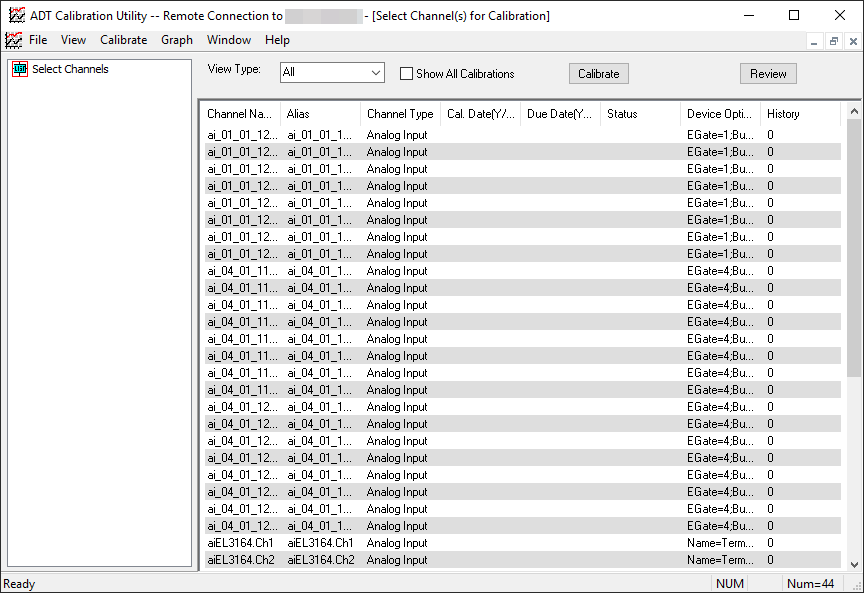 ADT Calibration Utility -- Remote Connection to - [Select Channel(s) for Calibration]
File View Calibrate Graph Window Help
Select Channels
View Type: All Show All Calibrations Calibrate Review
Channel Na... Alias Channel Type Cal. Date(Y/... Due Date(Y... Status Device Opti... History
ai_01_01_12... ai_01_01_1... Analog Input EGate=1;Bu... 0
ai_01_01_12... ai_01_01_1... Analog Input EGate=1;Bu... 0
ai_01_01_12... ai_01_01_1... Analog Input EGate=1;Bu... 0
ai_01_01_12... ai_01_01_1... Analog Input EGate=1;Bu... 0
ai_01_01_12... ai_01_01_1... Analog Input EGate=1;Bu... 0
ai_01_01_12... ai_01_01_1... Analog Input EGate=1;Bu... 0
ai_01_01_12... ai_01_01_1... Analog Input EGate=1;Bu... 0
ai_01_01_12... ai_01_01_1... Analog Input EGate=1;Bu... 0
ai_04_01_11... ai_04_01_1... Analog Input EGate=4;Bu... 0
ai_04_01_11... ai_04_01_1... Analog Input EGate=4;Bu... 0
ai_04_01_11... ai_04_01_1... Analog Input EGate=4;Bu... 0
ai_04_01_11... ai_04_01_1... Analog Input EGate=4;Bu... 0
ai_04_01_11... ai_04_01_1... Analog Input EGate=4;Bu... 0
ai_04_01_11... ai_04_01_1... Analog Input EGate=4;Bu... 0
ai_04_01_11... ai_04_01_1... Analog Input EGate=4;Bu... 0
ai_04_01_11... ai_04_01_1... Analog Input EGate=4;Bu... 0
ai_04_01_12... ai_04_01_1... Analog Input EGate=4;Bu... 0
ai_04_01_12... ai_04_01_1... Analog Input EGate=4;Bu... 0
ai_04_01_12... ai_04_01_1... Analog Input EGate=4;Bu... 0
ai_04_01_12... ai_04_01_1... Analog Input EGate=4;Bu... 0
ai_04_01_12... ai_04_01_1... Analog Input EGate=4;Bu... 0
ai_04_01_12... ai_04_01_1... Analog Input EGate=4;Bu... 0
ai_04_01_12... ai_04_01_1... Analog Input EGate=4;Bu... 0
ai_04_01_12... ai_04_01_1... Analog Input EGate=4;Bu... 0
aiEL3164.Ch1 aiEL3164.Ch1 Analog Input Name=Term... 0
aiEL3164.Ch2 aiEL3164.Ch2 Analog Input Name=Term... 0
Ready NUM Num=44